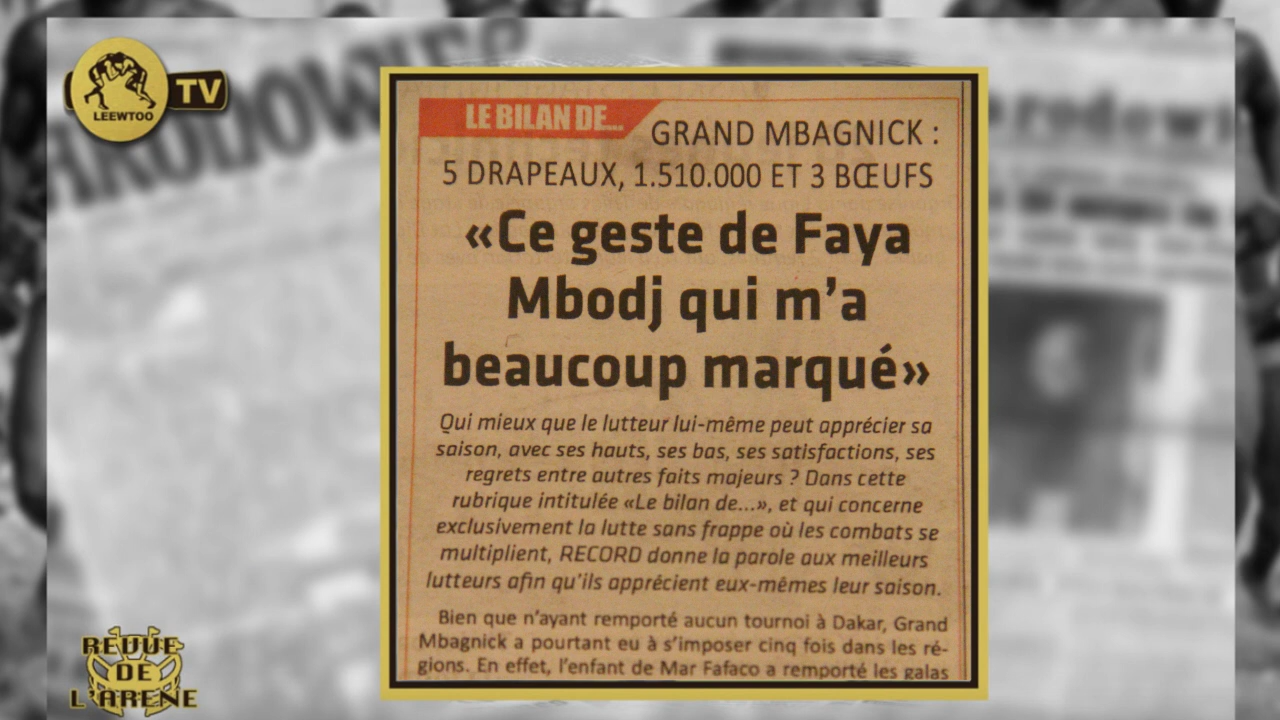 LEEWTOO
TV
LE BILAN DE...
GRAND MBAGNICK :
5 DRAPEAUX, 1.510.000 ET 3 BŒUFS
«Ce geste de Faya
Mbodj qui m'a
beaucoup marqué»
Qui mieux que le lutteur lui-même peut apprécier sa
saison, avec ses hauts, ses bas, ses satisfactions, ses
regrets entre autres faits majeurs ? Dans cette
rubrique intitulée «Le bilan de...», et qui concerne
exclusivement la lutte sans frappe où les combats se
multiplient, RECORD donne la parole aux meilleurs
lutteurs afin qu'ils apprécient eux-mêmes leur saison.
Bien que n'ayant remporté aucun tournoi à Dakar, Grand
Mbagnick a pourtant eu à s'imposer cinq fois dans les ré-
gions. En effet, l'enfant de Mar Fafaco a remporté les galas
REVUE
DE
L'ARENE